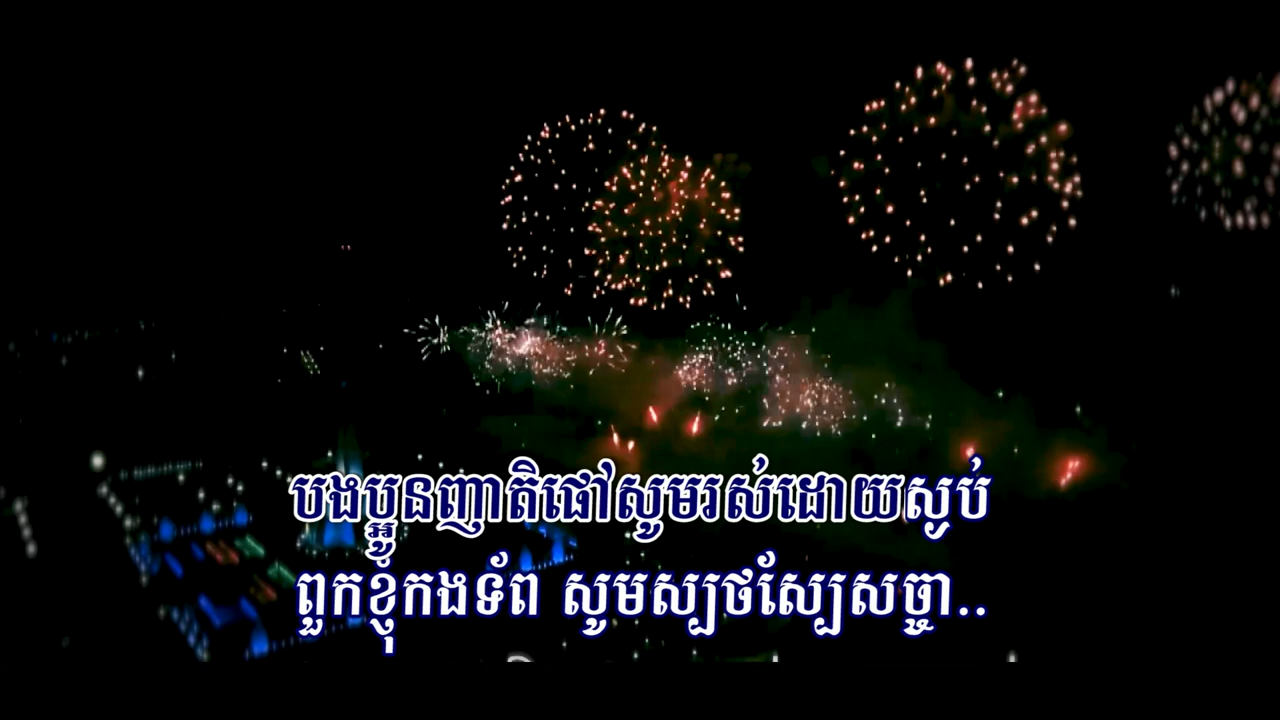 បងប្អូនញាតិផៅសូមរស់ដោយស្ងប់
ពួកខ្ញុំកងទ័ព សូមស្បថស្បែសច្ចា..